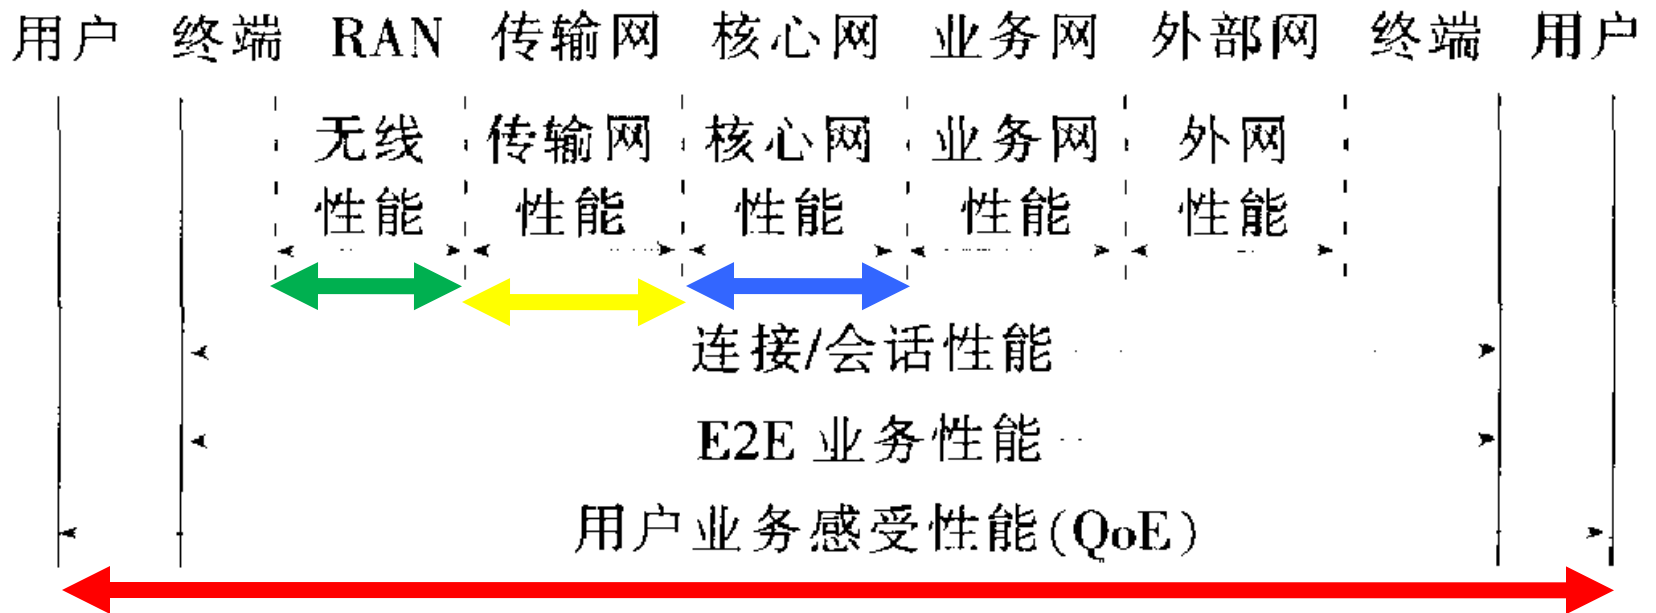 用户 终端 RAN 传输网 核心网 业务网 外部网 终端 用户
无线 传输网 核心网 业务网 外网
性能 性能 性能 性能 性能
连接/会话性能
E2E 业务性能
用户业务感受性能(QoE)